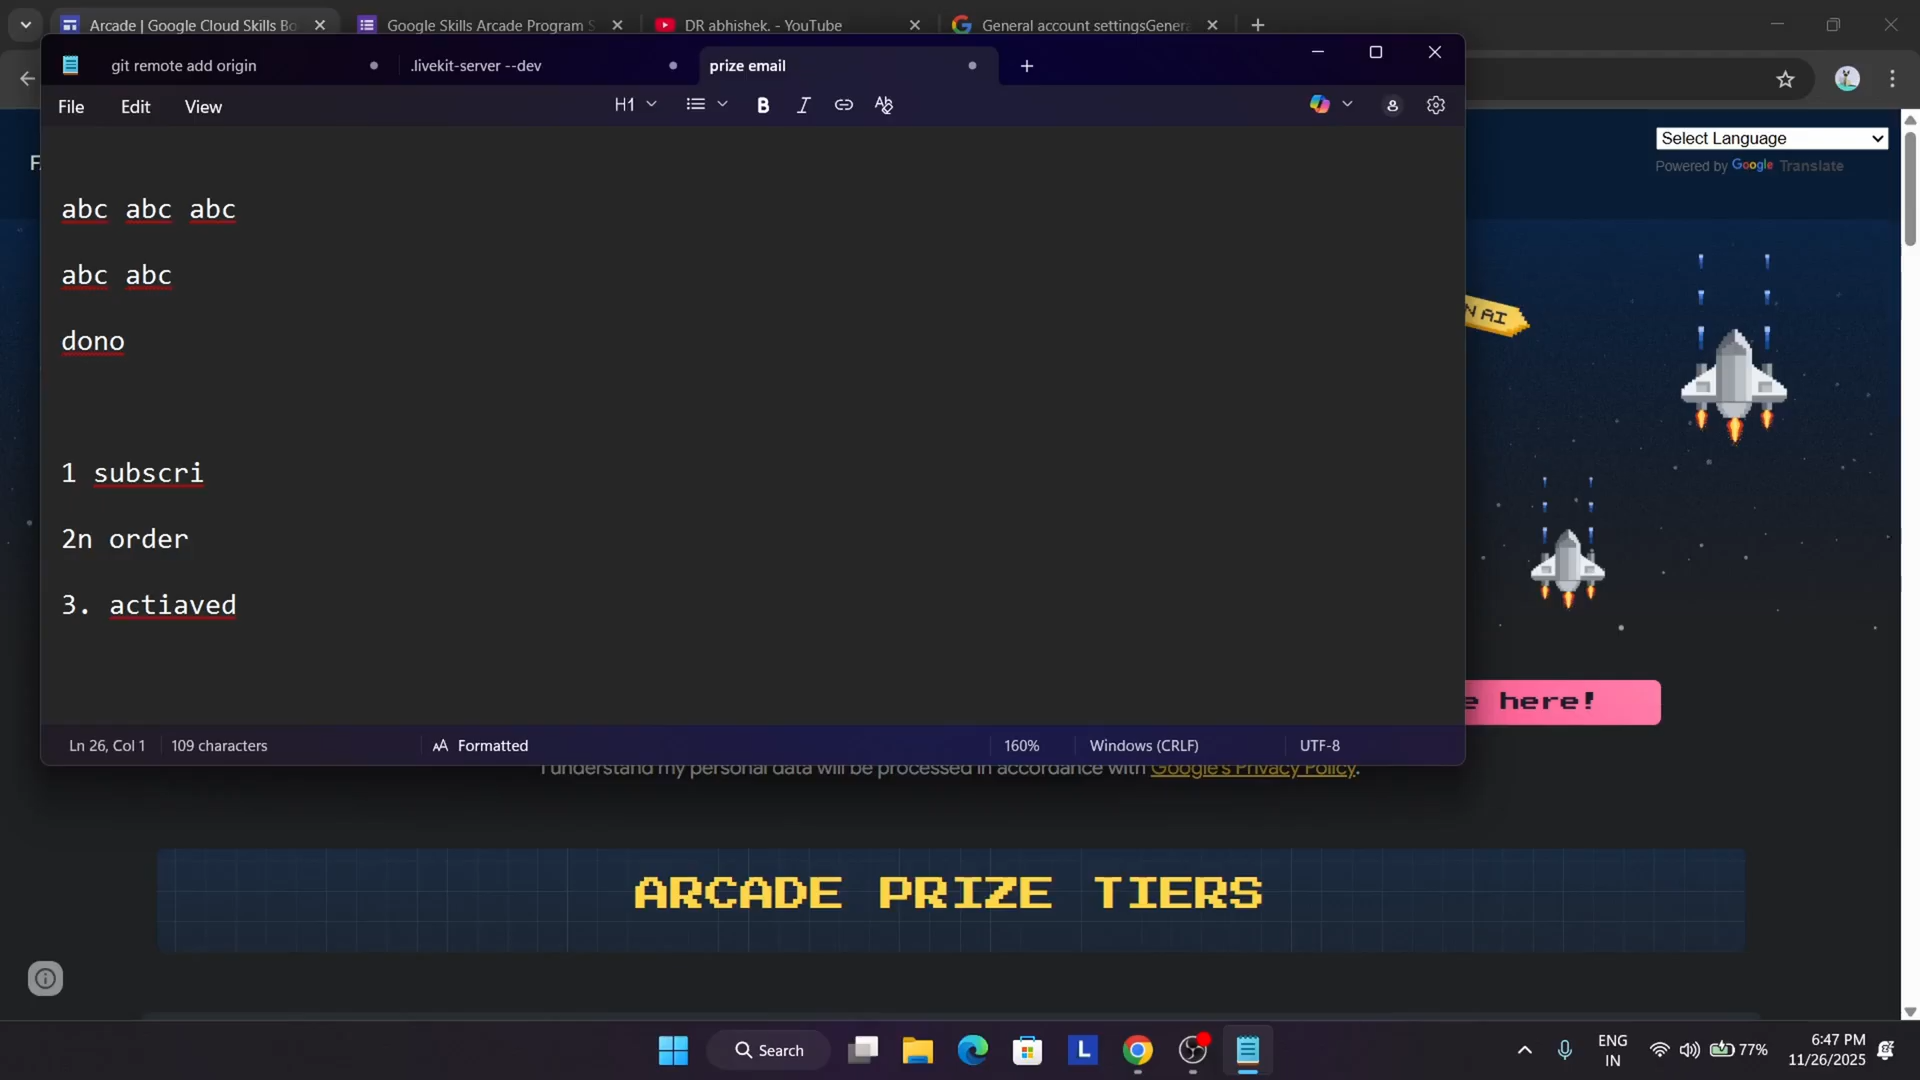 Arcade | Google Cloud Skills Bo
Google Skills Arcade Program S
DR abhishek. - YouTube
General account settingsGenera
git remote add origin
.livekit-server --dev
prize email
File
Edit
View
H1
Select Language
Powered by Google Translate
abc abc abc
abc abc
N AI
dono
1 subscri
2n order
3. actiaved
e here!
Ln 26, Col 1
109 characters
Formatted
160%
Windows (CRLF)
UTF-8
I understand my personal data will be processed in accordance with Google's Privacy Policy.
ARCADE PRIZE TIERS
Search
L
ENG
IN
77%
6:47 PM
11/26/2025